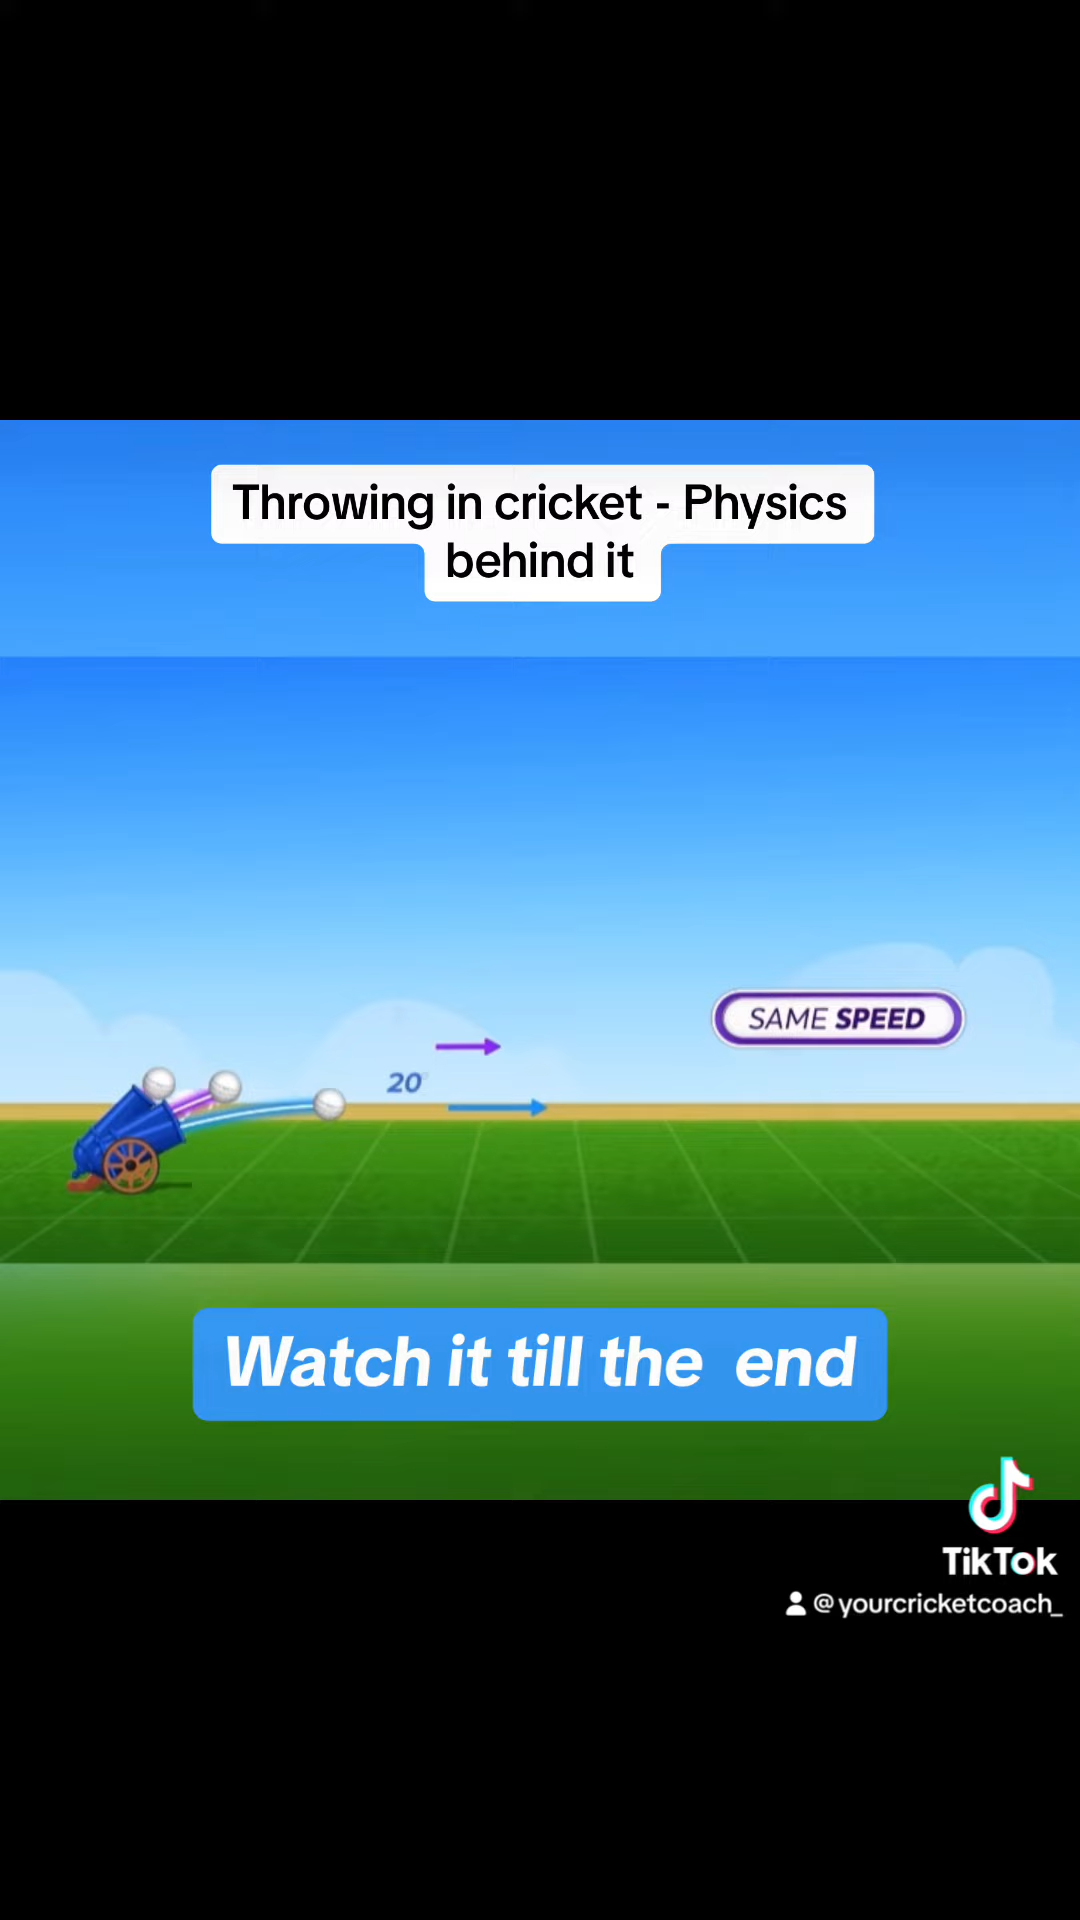 Throwing in cricket - Physics
behind it
SAME SPEED
20°
Watch it till the end
TikTok
@yourcricketcoach_